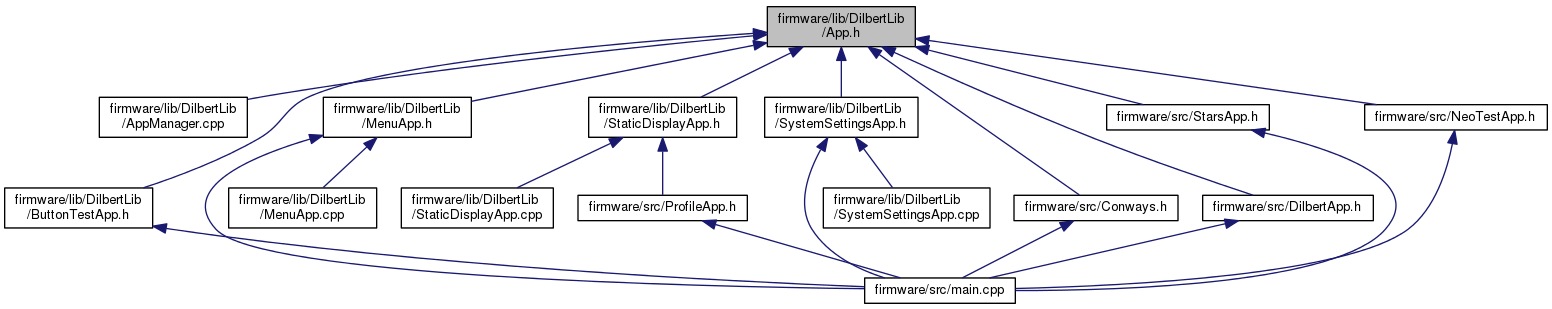 firmware/lib/DilbertLib
/App.h
firmware/lib/DilbertLib
/AppManager.cpp
firmware/lib/DilbertLib
/MenuApp.h
firmware/lib/DilbertLib
/StaticDisplayApp.h
firmware/lib/DilbertLib
/SystemSettingsApp.h
firmware/src/StarsApp.h
firmware/src/NeoTestApp.h
firmware/lib/DilbertLib
/ButtonTestApp.h
firmware/lib/DilbertLib
/MenuApp.cpp
firmware/lib/DilbertLib
/StaticDisplayApp.cpp
firmware/src/ProfileApp.h
firmware/lib/DilbertLib
/SystemSettingsApp.cpp
firmware/src/Conways.h
firmware/src/DilbertApp.h
firmware/src/main.cpp